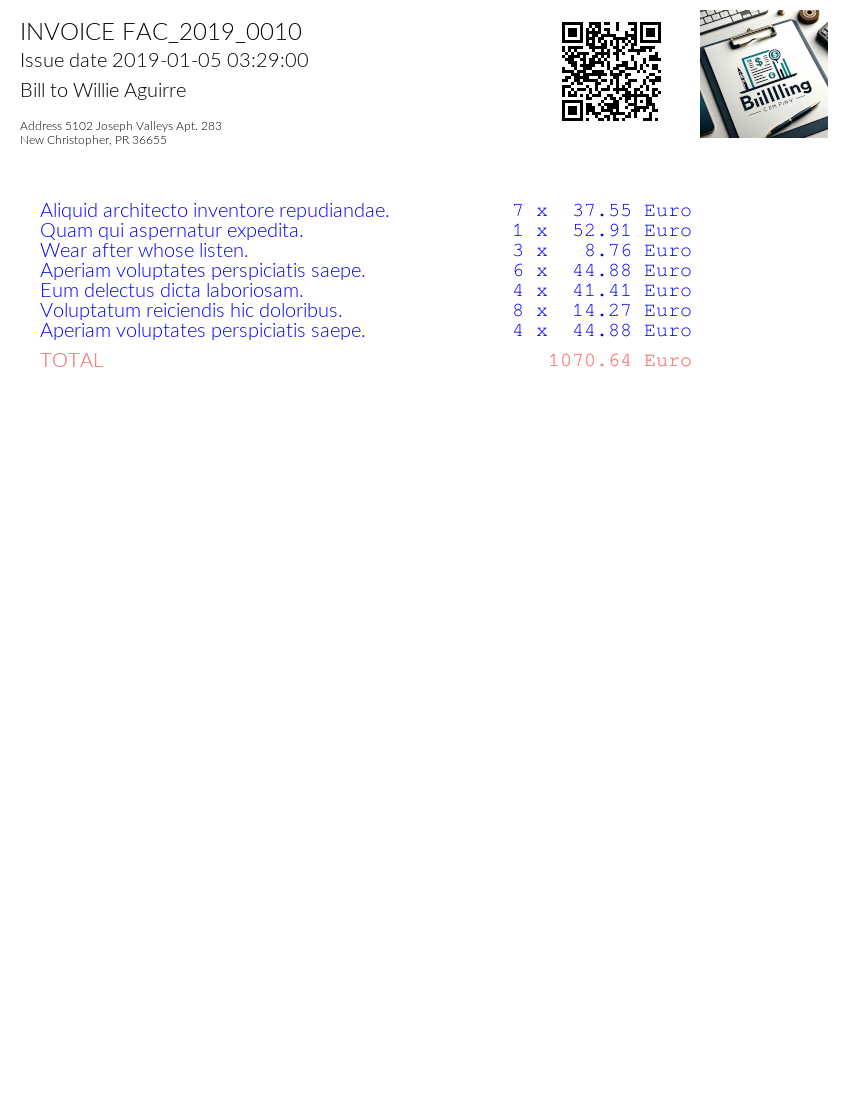 INVOICE FAC_2019_0010
Issue date 2019-01-05 03:29:00
Bill to Willie Aguirre
Address 5102 Joseph Valleys Apt. 283
New Christopher, PR 36655
Biillling
COMPANY
Aliquid architecto inventore repudiandae. 7 x 37.55 Euro
Quam qui aspernatur expedita. 1 x 52.91 Euro
Wear after whose listen. 3 x 8.76 Euro
Aperiam voluptates perspiciatis saepe. 6 x 44.88 Euro
Eum delectus dicta laboriosam. 4 x 41.41 Euro
Voluptatum reiciendis hic doloribus. 8 x 14.27 Euro
Aperiam voluptates perspiciatis saepe. 4 x 44.88 Euro
TOTAL 1070.64 Euro